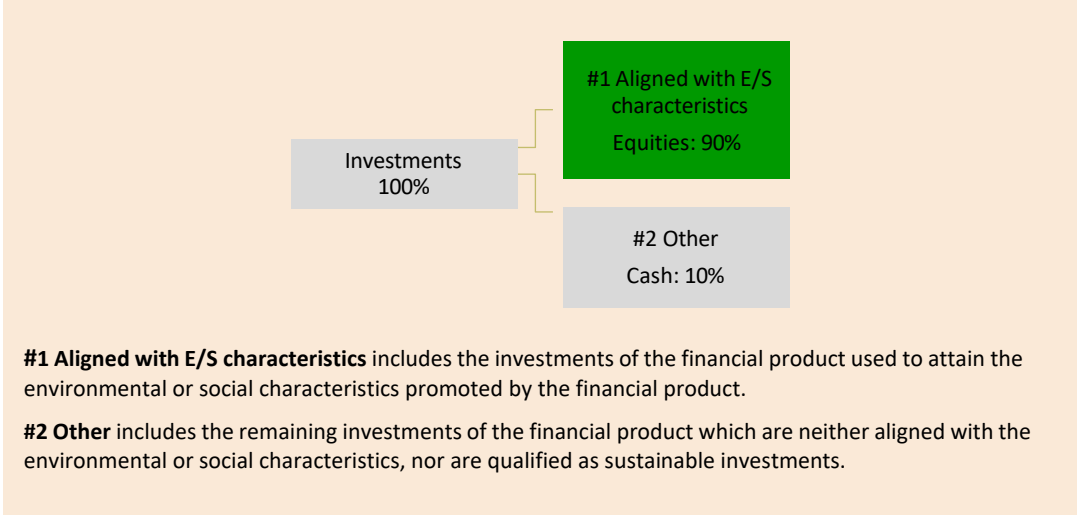 #1 Aligned with E/S
characteristics
Equities: 90%
Investments
100%
#2 Other
Cash: 10%
#1 Aligned with E/S characteristics includes the investments of the financial product used to attain the
environmental or social characteristics promoted by the financial product.
#2 Other includes the remaining investments of the financial product which are neither aligned with the
environmental or social characteristics, nor are qualified as sustainable investments.